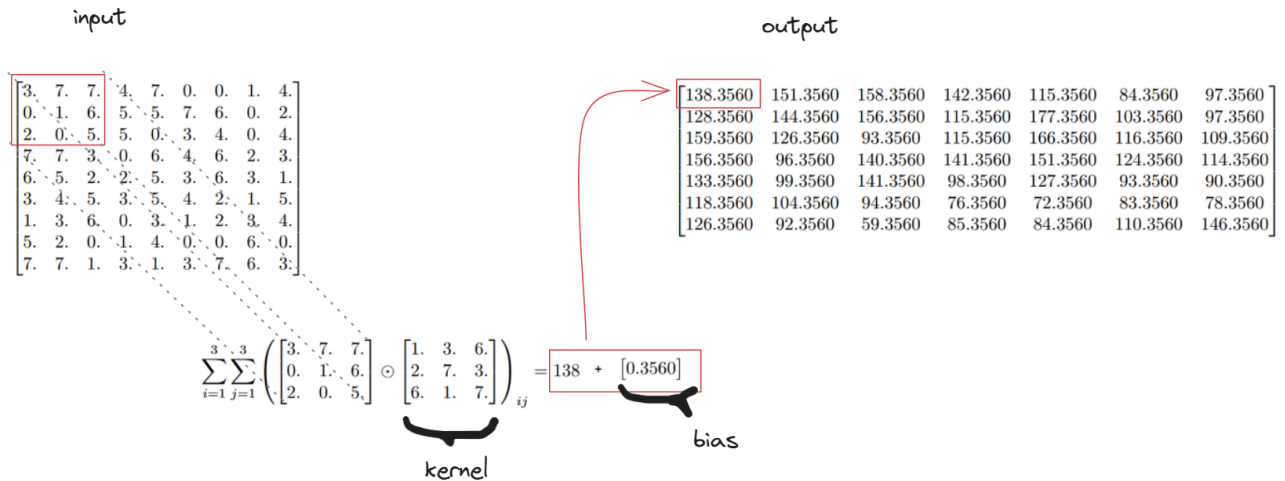 input
output
3. 7. 7. 4. 7. 0. 0. 1. 4.
0. 1. 6. 5. 5. 7. 6. 0. 2.
2. 0. 5. 5. 0. 3. 4. 0. 4.
7. 7. 3. 0. 6. 4. 6. 2. 3.
6. 5. 2. 2. 5. 3. 6. 3. 1.
3. 4. 5. 3. 5. 4. 2. 1. 5.
1. 3. 6. 0. 3. 1. 2. 3. 4.
5. 2. 0. 1. 4. 0. 0. 6. 0.
7. 7. 1. 3. 1. 3. 7. 6. 3.
138.3560 151.3560 158.3560 142.3560 115.3560 84.3560 97.3560
128.3560 144.3560 156.3560 115.3560 177.3560 103.3560 97.3560
159.3560 126.3560 93.3560 115.3560 166.3560 116.3560 109.3560
156.3560 96.3560 140.3560 141.3560 151.3560 124.3560 114.3560
133.3560 99.3560 141.3560 98.3560 127.3560 93.3560 90.3560
118.3560 104.3560 94.3560 76.3560 72.3560 83.3560 78.3560
126.3560 92.3560 59.3560 85.3560 84.3560 110.3560 146.3560
3 3
∑ ∑
i=1 j=1
3. 7. 7.
0. 1. 6.
2. 0. 5.
⊙
1. 3. 6.
2. 7. 3.
6. 1. 7.
ij
= 138 + [0.3560]
kernel
bias